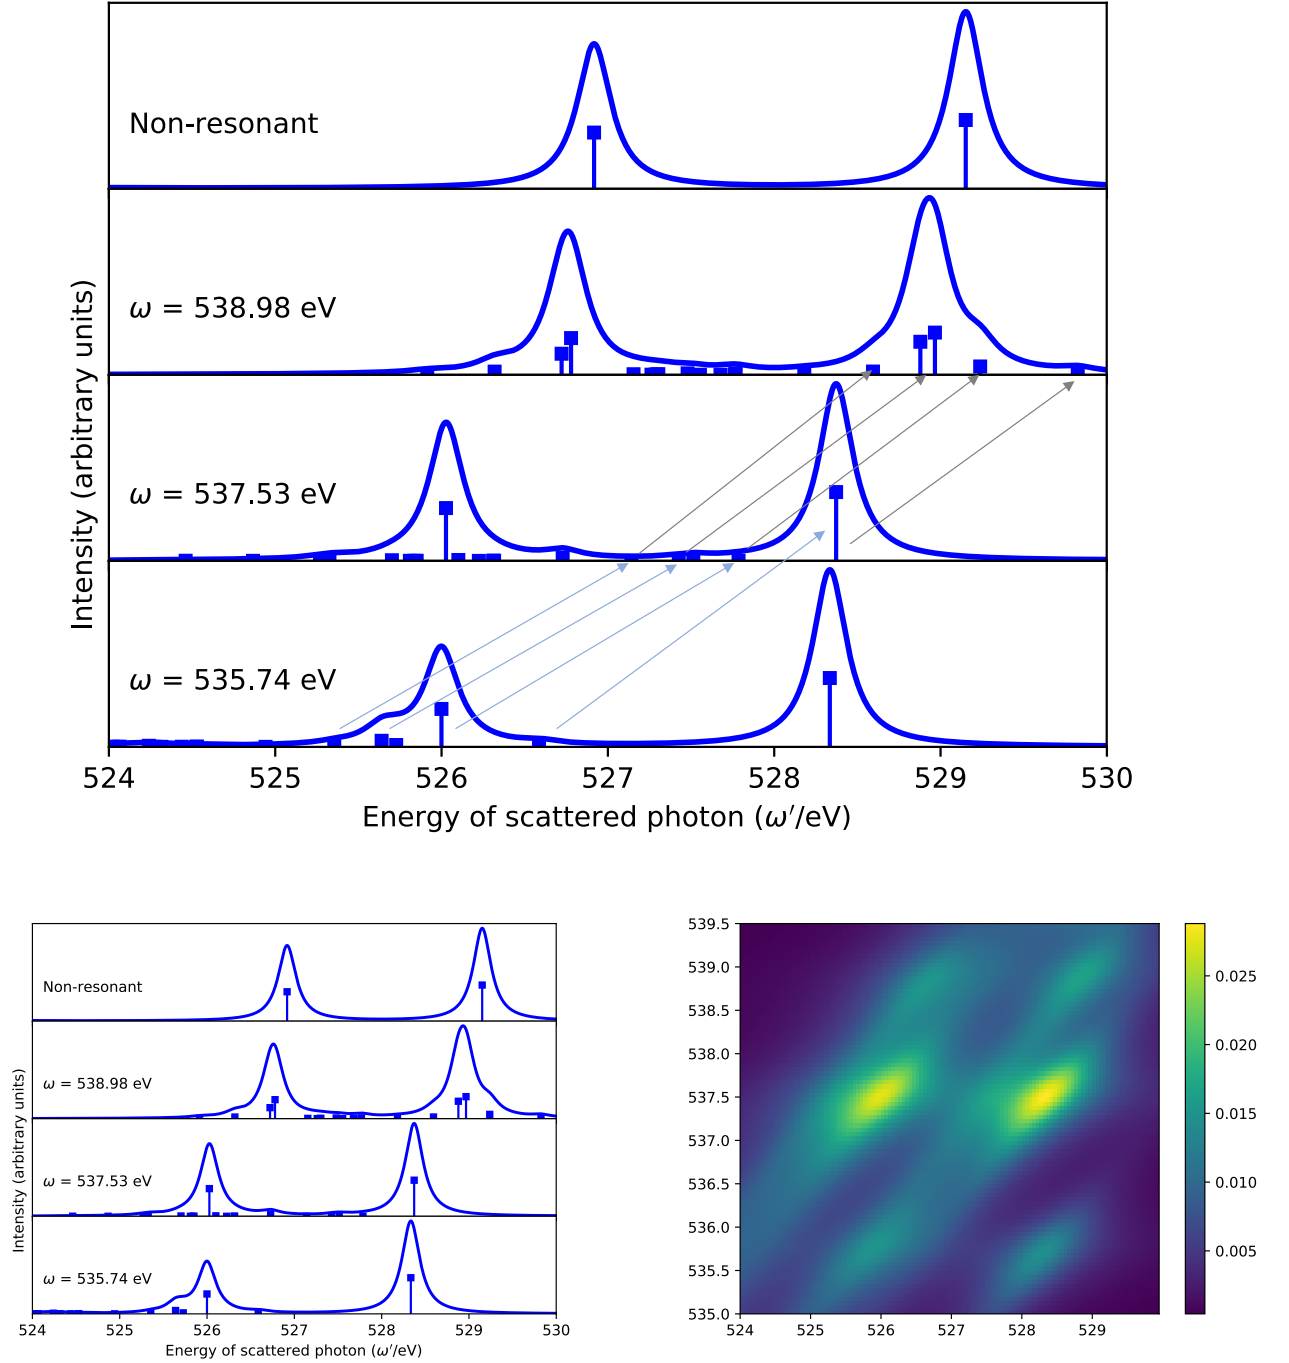 Non-resonant
ω = 538.98 eV
ω = 537.53 eV
ω = 535.74 eV
Intensity (arbitrary units)
524 525 526 527 528 529 530
Energy of scattered photon (ω′/eV)
Non-resonant
ω = 538.98 eV
ω = 537.53 eV
ω = 535.74 eV
Intensity (arbitrary units)
524 525 526 527 528 529 530
Energy of scattered photon (ω′/eV)
539.5
539.0
538.5
538.0
537.5
537.0
536.5
536.0
535.5
535.0
524 525 526 527 528 529
0.025
0.020
0.015
0.010
0.005